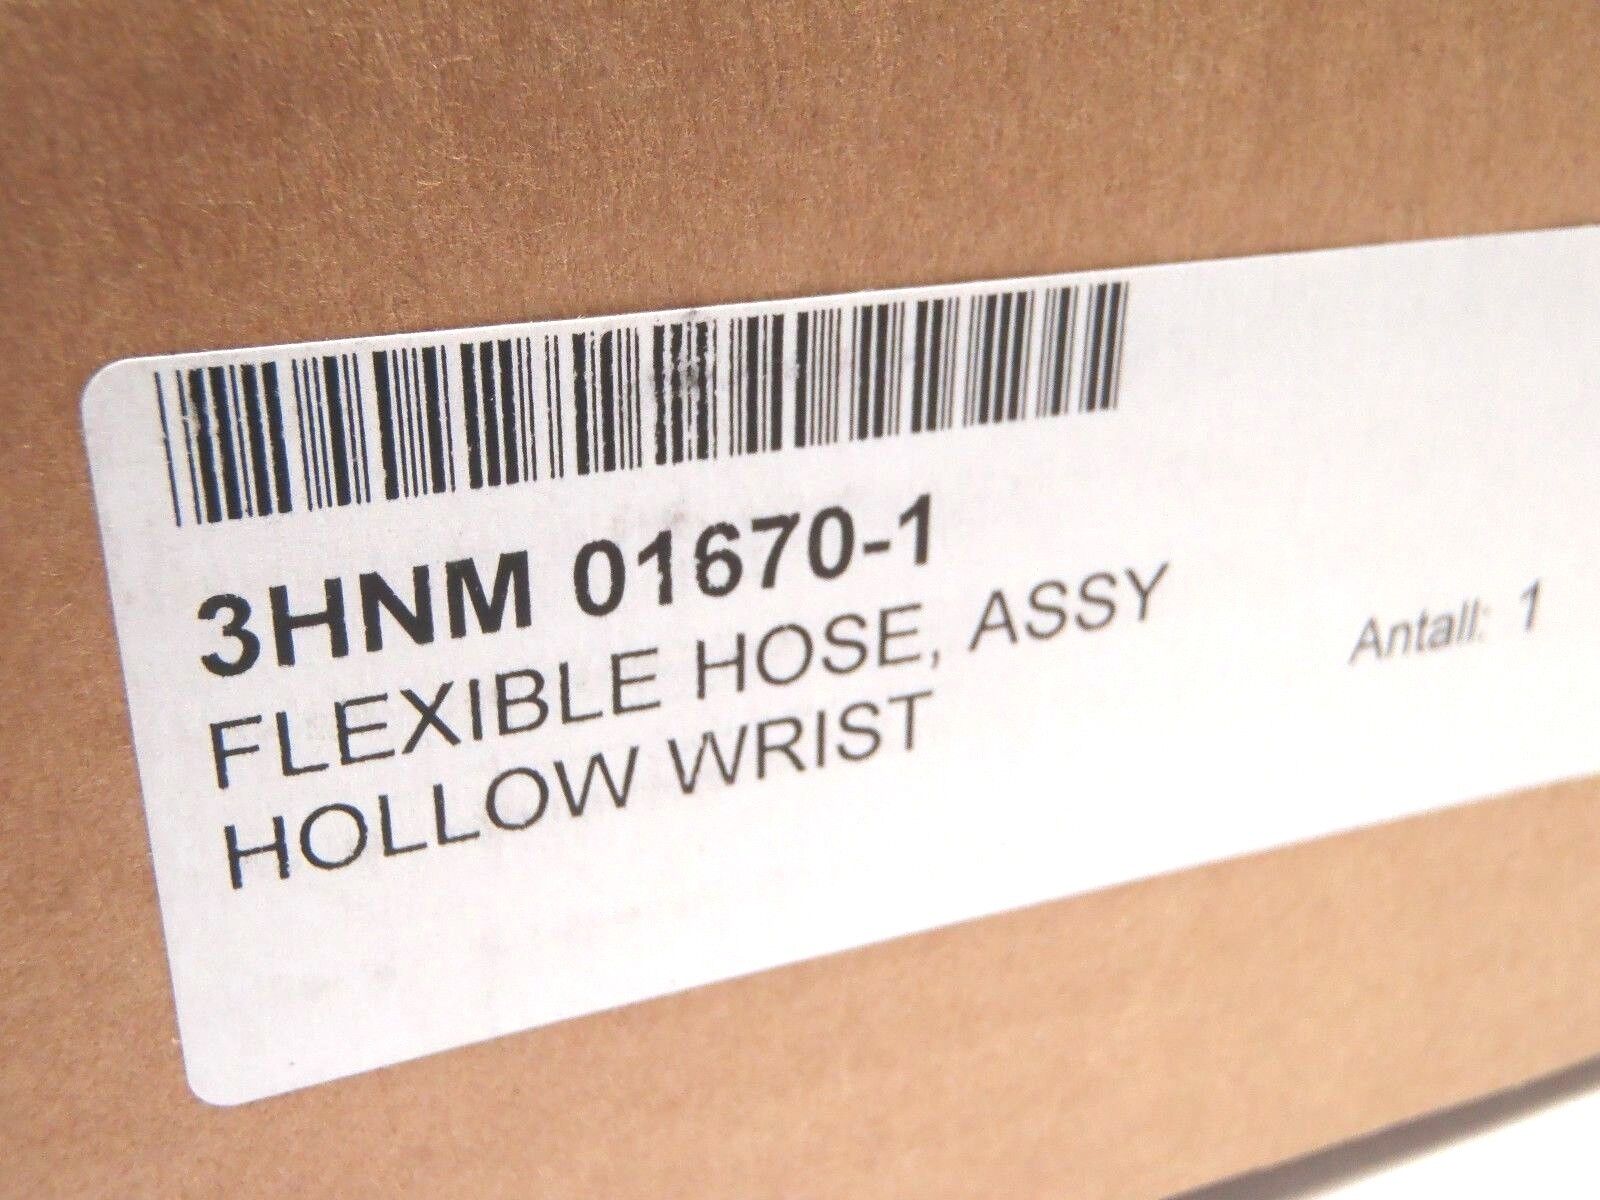 3HNM 01670-1
FLEXIBLE HOSE, ASSY
HOLLOW WRIST
Antall: 1